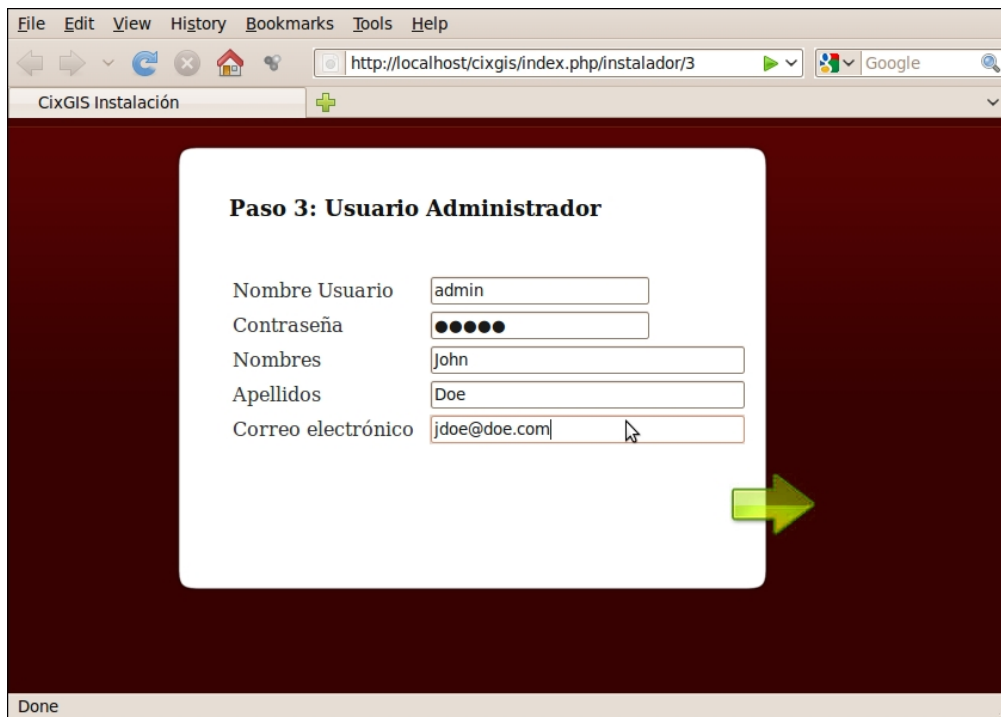 File Edit View History Bookmarks Tools Help
http://localhost/cixgis/index.php/instalador/3 Google
CixGIS Instalación
Paso 3: Usuario Administrador
Nombre Usuario admin
Contraseña ●●●●●
Nombres John
Apellidos Doe
Correo electrónico jdoe@doe.com
Done